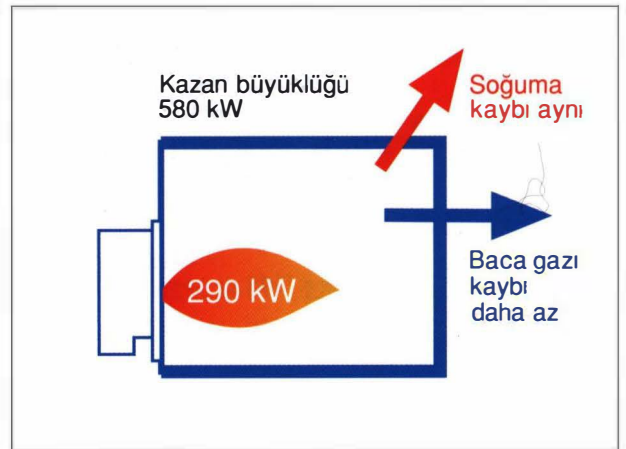 Kazan büyüklüğü
580 kW
Soğuma
kaybı aynı
290 kW
Baca gazı
kaybı
daha az